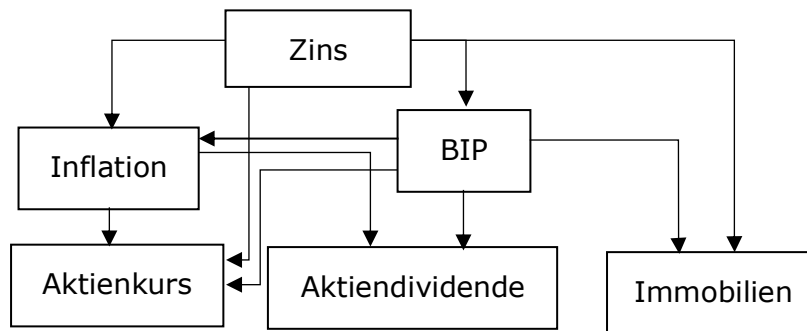 Zins
BIP
Inflation
Aktienkurs
Aktiendividende
Immobilien